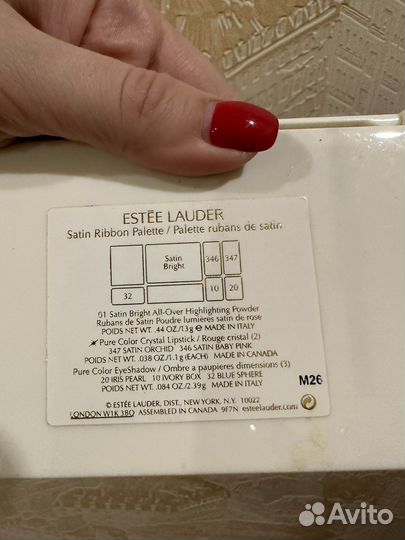 ESTĒE LAUDER
Satin Ribbon Palette / Palette rubans de satin
Satin Bright 346 347
32 10 20
01 Satin Bright All-Over Highlighting Powder
Rubans de Satin Poudre lumières satin de rose
POIDS NET WT. .44 OZ./13g ℮ MADE IN ITALY
Pure Color Crystal Lipstick / Rouge cristal (2)
347 SATIN ORCHID 346 SATIN BABY PINK
POIDS NET WT. .038 OZ./1.1g (EACH) MADE IN CANADA
Pure Color EyeShadow / Ombre a paupieres dimensions (3)
20 IRIS PEARL 10 IVORY BOX 32 BLUE SPHERE
POIDS NET WT. .084 OZ./2.39g MADE IN ITALY
M26
© ESTĒE LAUDER, DIST., NEW YORK, N.Y. 10022
LONDON W1K 3BQ ASSEMBLED IN CANADA 9F7N esteelauder.com
Avito